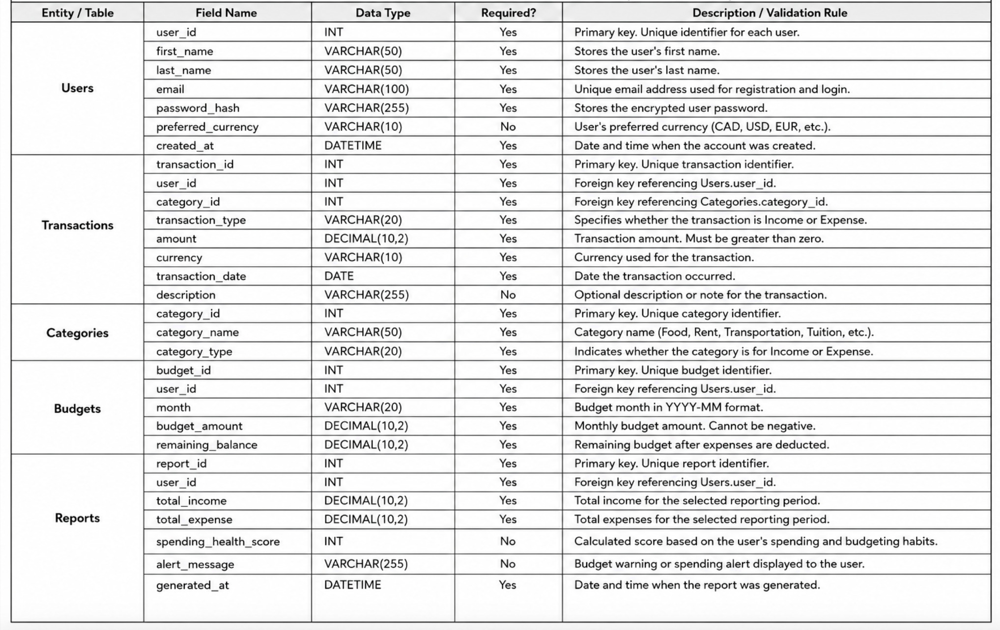 Entity / Table Field Name Data Type Required? Description / Validation Rule
Users
user_id INT Yes Primary key. Unique identifier for each user.
first_name VARCHAR(50) Yes Stores the user's first name.
last_name VARCHAR(50) Yes Stores the user's last name.
email VARCHAR(100) Yes Unique email address used for registration and login.
password_hash VARCHAR(255) Yes Stores the encrypted user password.
preferred_currency VARCHAR(10) No User's preferred currency (CAD, USD, EUR, etc.).
created_at DATETIME Yes Date and time when the account was created.
Transactions
transaction_id INT Yes Primary key. Unique transaction identifier.
user_id INT Yes Foreign key referencing Users.user_id.
category_id INT Yes Foreign key referencing Categories.category_id.
transaction_type VARCHAR(20) Yes Specifies whether the transaction is Income or Expense.
amount DECIMAL(10,2) Yes Transaction amount. Must be greater than zero.
currency VARCHAR(10) Yes Currency used for the transaction.
transaction_date DATE Yes Date the transaction occurred.
description VARCHAR(255) No Optional description or note for the transaction.
Categories
category_id INT Yes Primary key. Unique category identifier.
category_name VARCHAR(50) Yes Category name (Food, Rent, Transportation, Tuition, etc.).
category_type VARCHAR(20) Yes Indicates whether the category is for Income or Expense.
Budgets
budget_id INT Yes Primary key. Unique budget identifier.
user_id INT Yes Foreign key referencing Users.user_id.
month VARCHAR(20) Yes Budget month in YYYY-MM format.
budget_amount DECIMAL(10,2) Yes Monthly budget amount. Cannot be negative.
remaining_balance DECIMAL(10,2) Yes Remaining budget after expenses are deducted.
Reports
report_id INT Yes Primary key. Unique report identifier.
user_id INT Yes Foreign key referencing Users.user_id.
total_income DECIMAL(10,2) Yes Total income for the selected reporting period.
total_expense DECIMAL(10,2) Yes Total expenses for the selected reporting period.
spending_health_score INT No Calculated score based on the user's spending and budgeting habits.
alert_message VARCHAR(255) No Budget warning or spending alert displayed to the user.
generated_at DATETIME Yes Date and time when the report was generated.